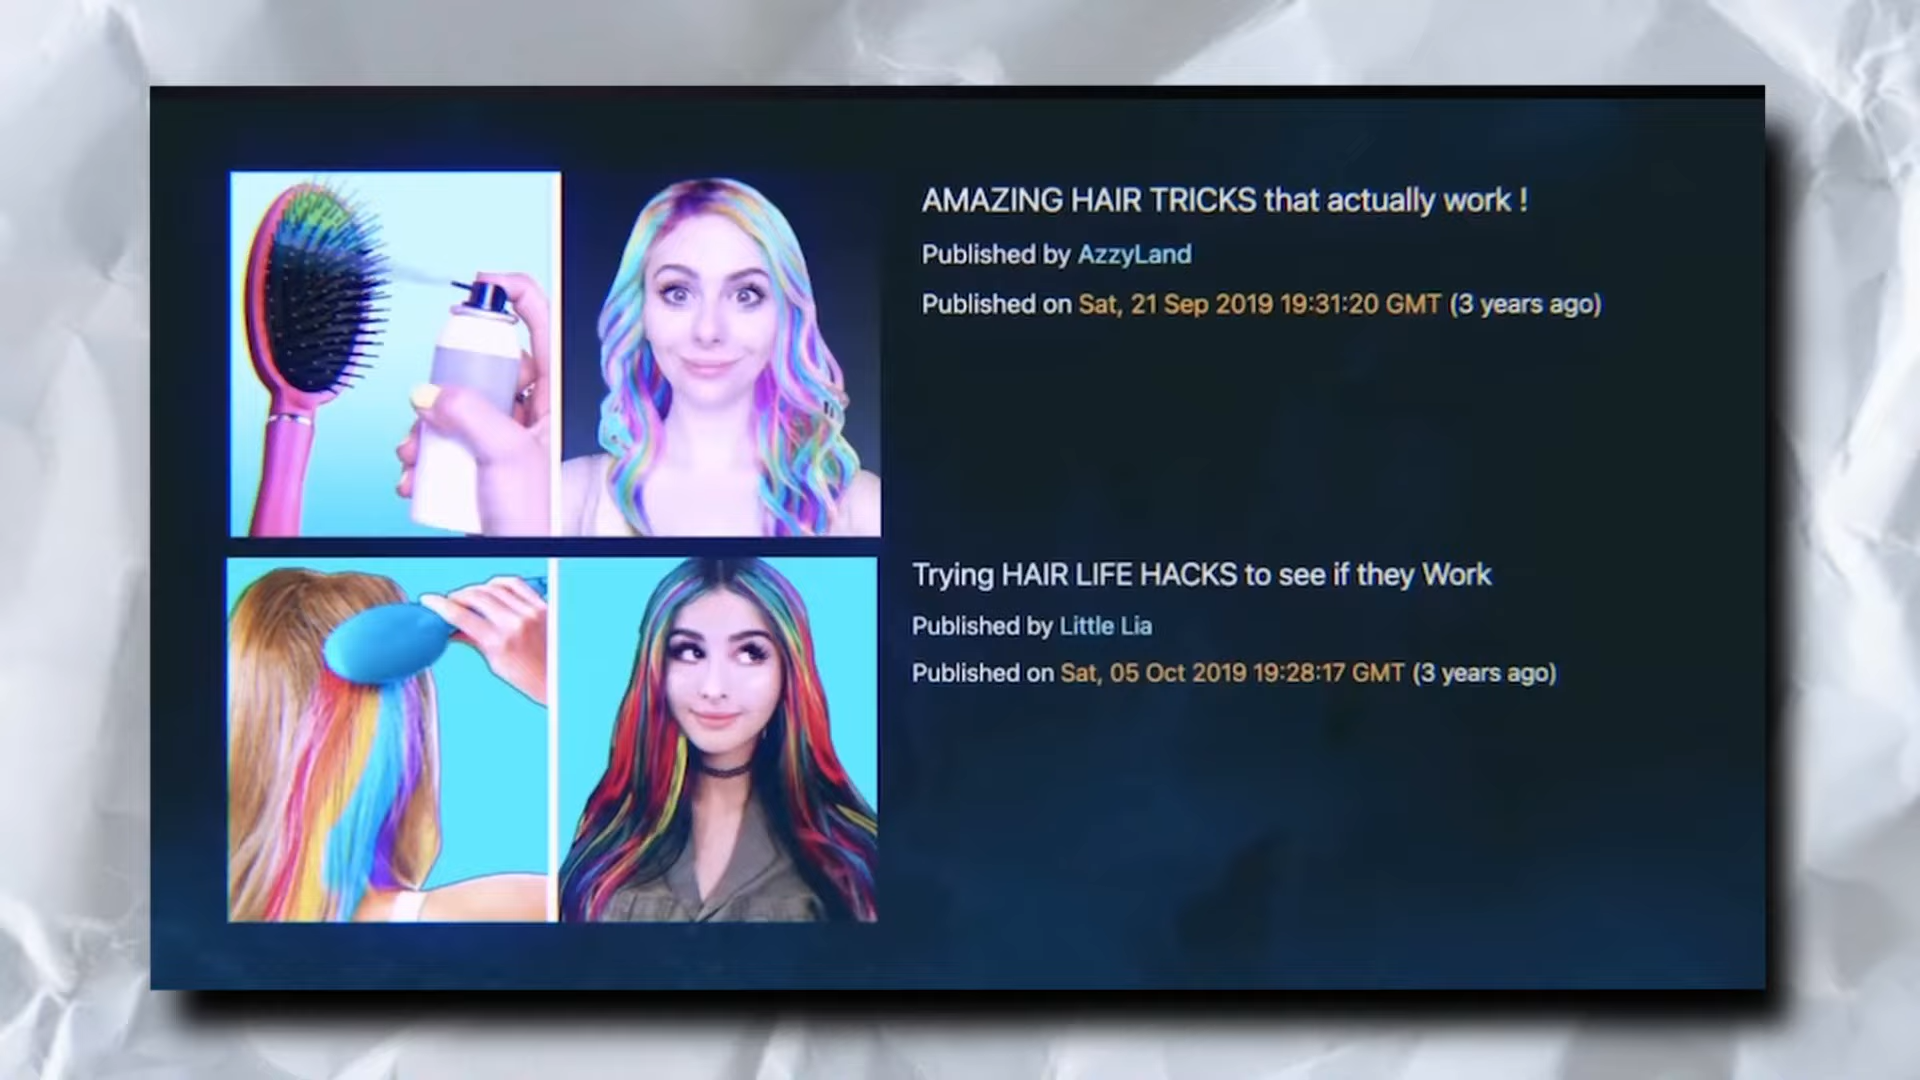 AMAZING HAIR TRICKS that actually work !
Published by AzzyLand
Published on Sat, 21 Sep 2019 19:31:20 GMT (3 years ago)
Trying HAIR LIFE HACKS to see if they Work
Published by Little Lia
Published on Sat, 05 Oct 2019 19:28:17 GMT (3 years ago)